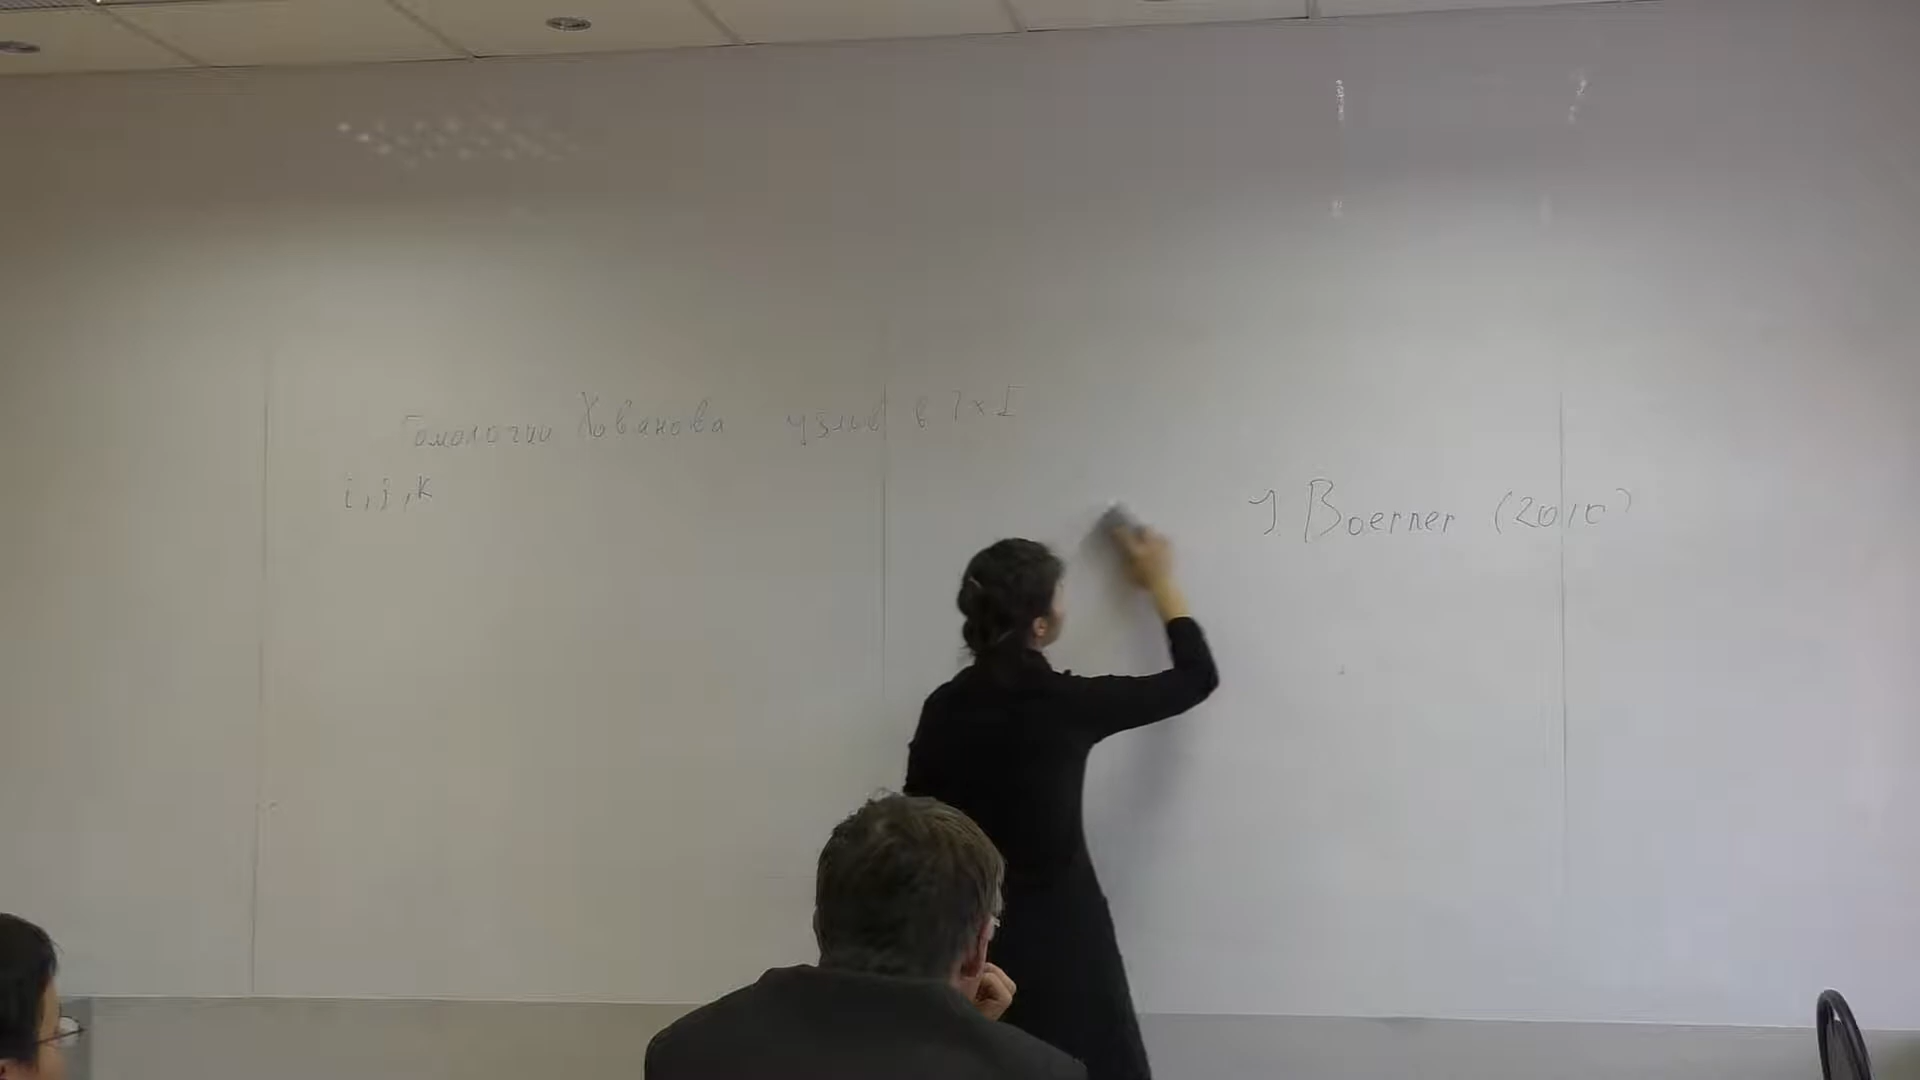 Гомологии Хованова узлов в T×I
i, j, k
J. Boerner (2010)